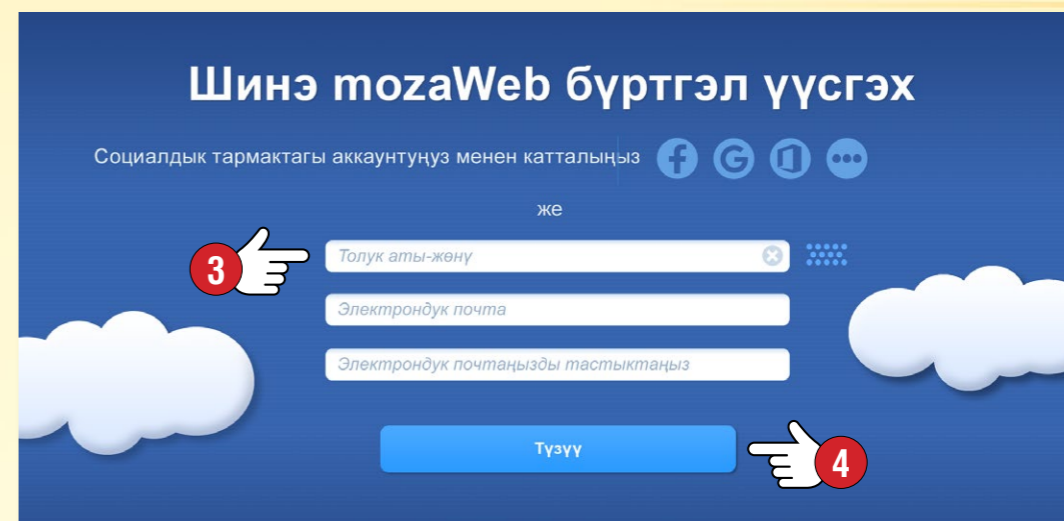 Шинэ mozaWeb бүртгэл үүсгэх
Социалдык тармактагы аккаунтуңуз менен катталыңыз
же
3
Толук аты-жөнү
Электрондук почта
Электрондук почтаңызды тастыктаңыз
Түзүү
4